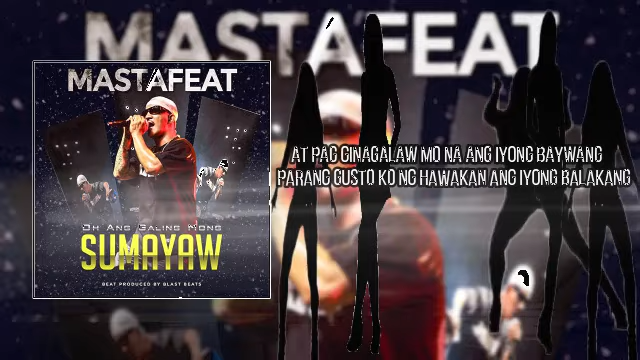 MASTAFEAT
MASTAFEAT
OH ANG GALING MONG
SUMAYAW
BEAT PRODUCED BY BLAST BEATS
AT PAG GINAGALAW MO NA ANG IYONG BAYWANG
PARANG GUSTO KO NG HAWAKAN ANG IYONG BALAKANG